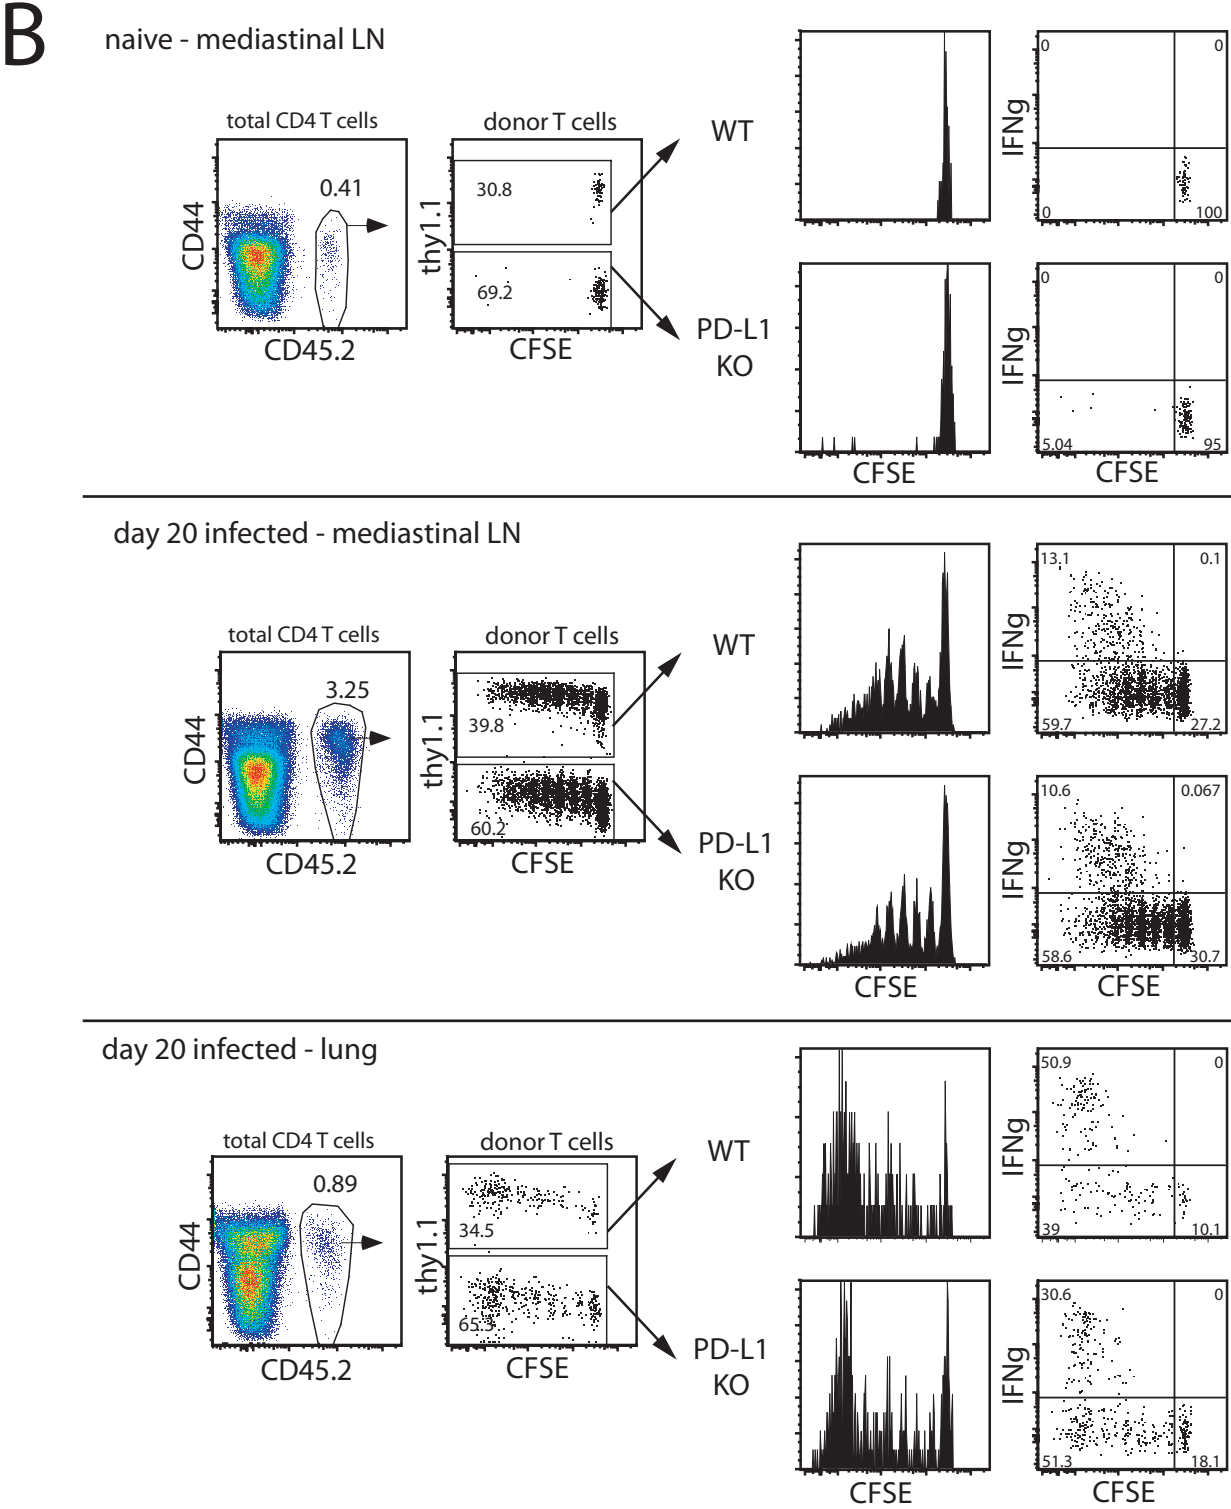 B
naive - mediastinal LN
total CD4 T cells
donor T cells
0.41
CD44
CD45.2
30.8
69.2
thy1.1
CFSE
WT
PD-L1
KO
IFNg
0
0
0
100
CFSE
IFNg
0
0
5.04
95
CFSE
day 20 infected - mediastinal LN
total CD4 T cells
donor T cells
3.25
CD44
CD45.2
39.8
60.2
thy1.1
CFSE
WT
PD-L1
KO
IFNg
13.1
0.1
59.7
27.2
CFSE
IFNg
10.6
0.067
58.6
30.7
CFSE
day 20 infected - lung
total CD4 T cells
donor T cells
0.89
CD44
CD45.2
34.5
65.3
thy1.1
CFSE
WT
PD-L1
KO
IFNg
50.9
0
39
10.1
CFSE
IFNg
30.6
0
51.3
18.1
CFSE